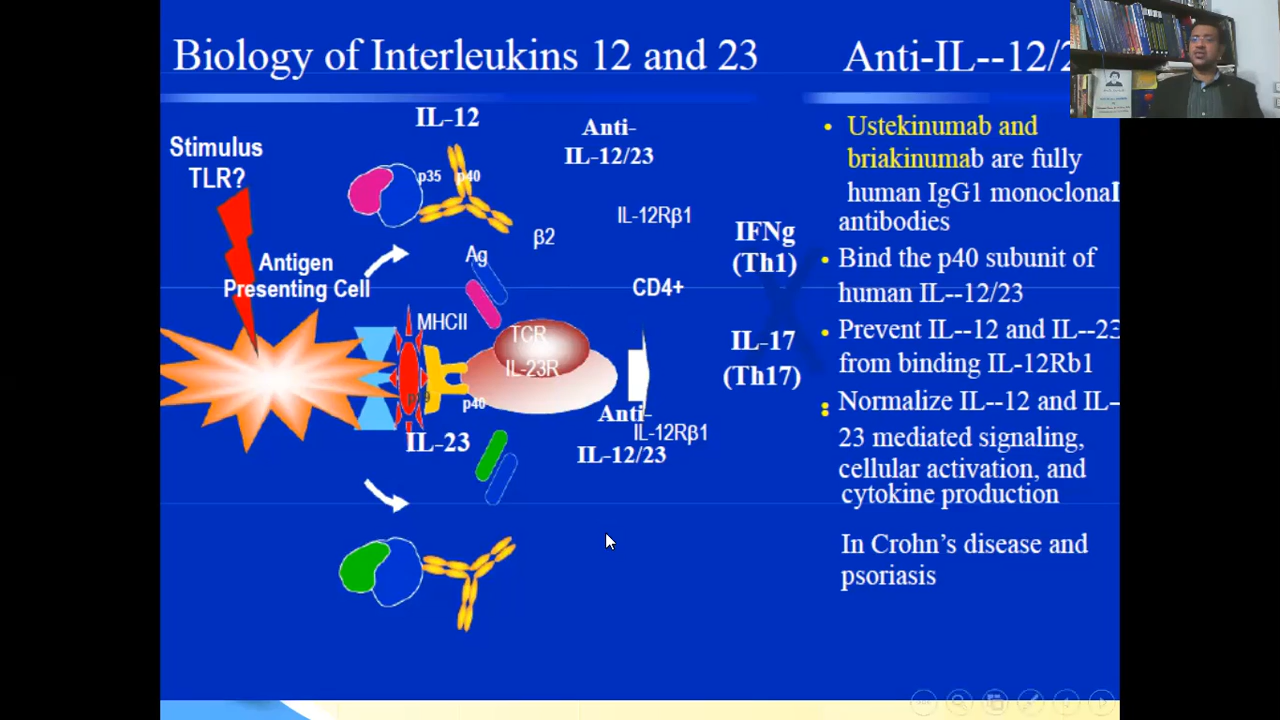 Biology of Interleukins 12 and 23
Anti-IL--12/2
IL-12
Anti-
IL-12/23
Stimulus
TLR?
p35
p40
IL-12Rβ1
β2
IFNg
(Th1)
Ag
Antigen
Presenting Cell
CD4+
MHCII
TCR
IL-23R
IL-17
(Th17)
p19
p40
IL-23
Anti-
IL-12Rβ1
IL-12/23
• Ustekinumab and
briakinumab are fully
human IgG1 monoclonal
antibodies
• Bind the p40 subunit of
human IL--12/23
• Prevent IL--12 and IL--23
from binding IL-12Rb1
• Normalize IL--12 and IL--
•
23 mediated signaling,
cellular activation, and
cytokine production
In Crohn’s disease and
psoriasis